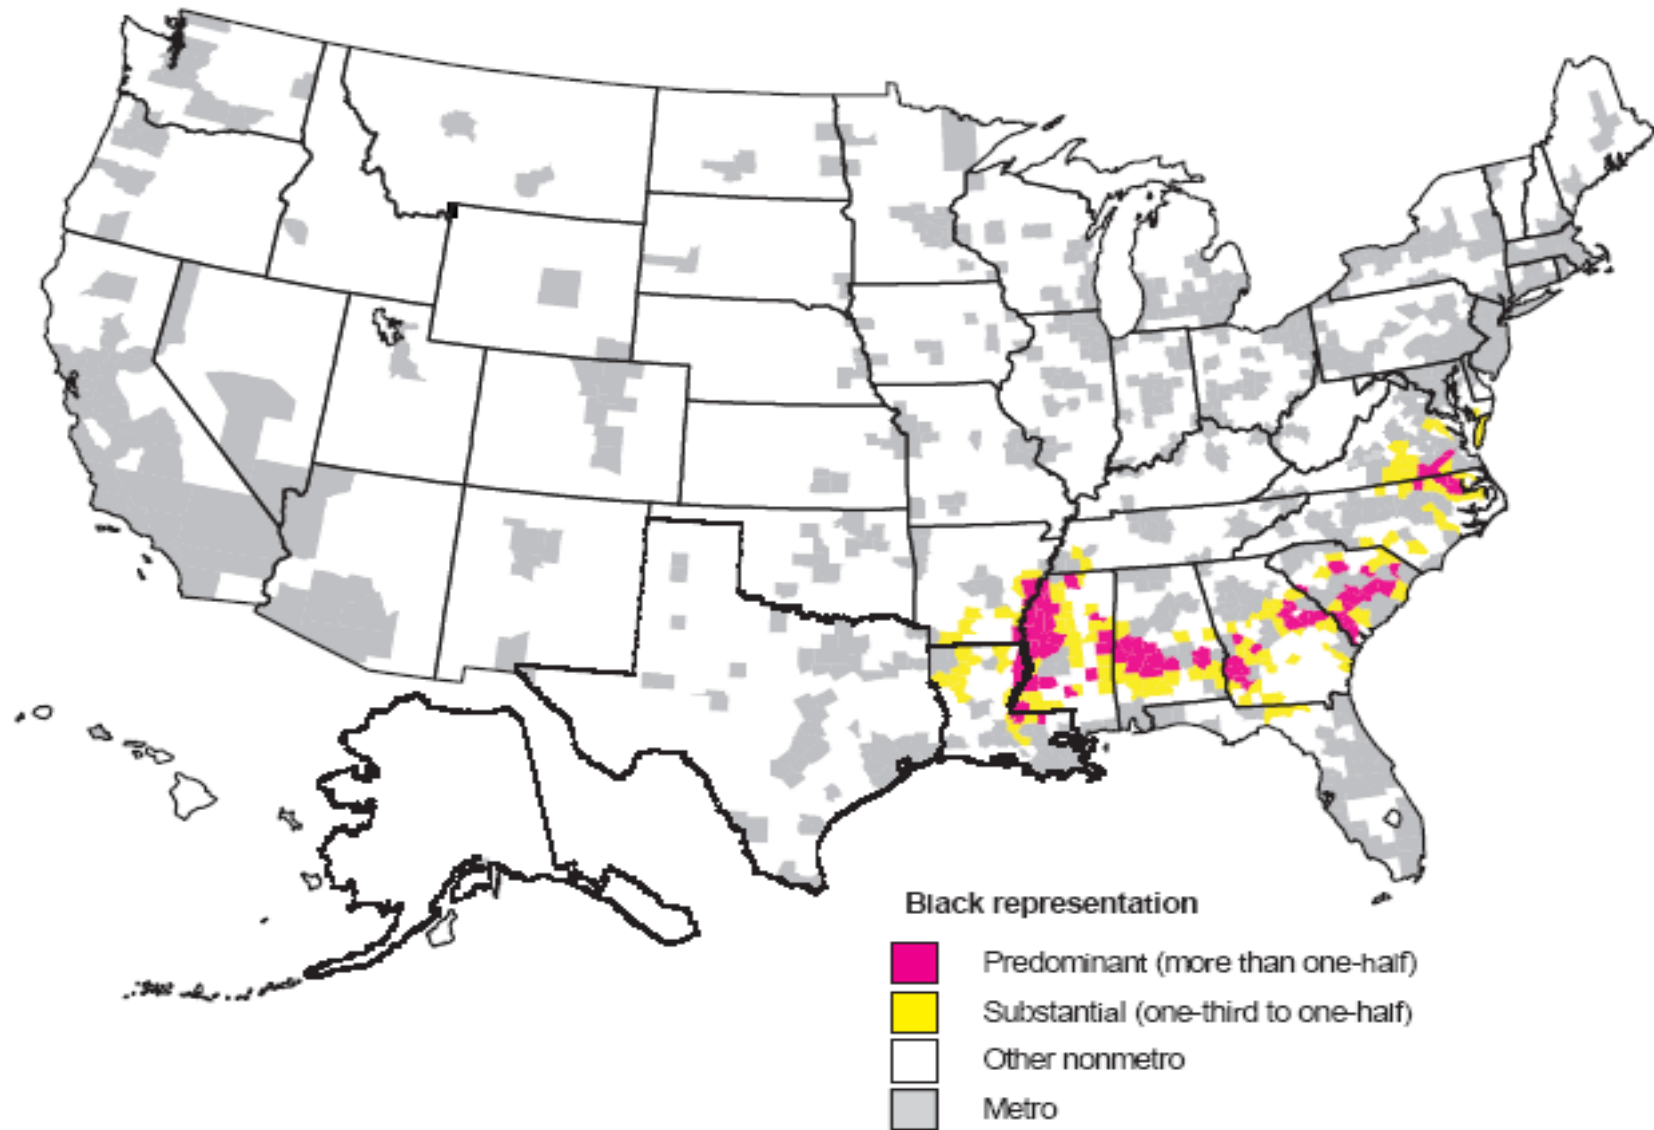 Black representation
Predominant (more than one-half)
Substantial (one-third to one-half)
Other nonmetro
Metro